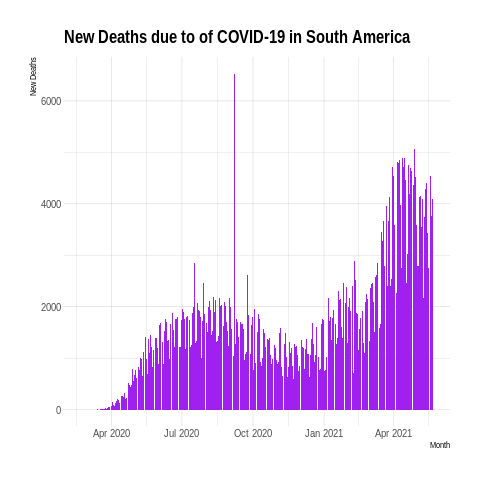 New Deaths due to of COVID-19 in South America
New Deaths
6000
4000
2000
0
Apr 2020 Jul 2020 Oct 2020 Jan 2021 Apr 2021
Month